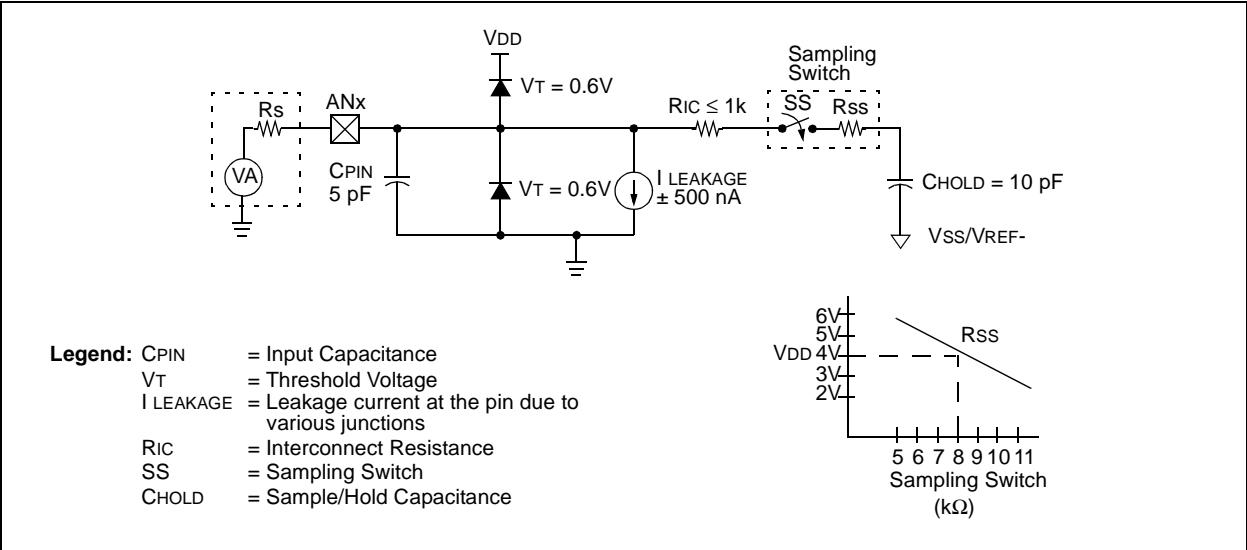 VDD
Sampling
Switch
VT = 0.6V
Rs
ANx
RIC ≤ 1k
SS
Rss
VA
CPIN
5 pF
VT = 0.6V
I LEAKAGE
± 500 nA
CHOLD = 10 pF
VSS/VREF-
Legend: CPIN = Input Capacitance
VT = Threshold Voltage
I LEAKAGE = Leakage current at the pin due to
various junctions
RIC = Interconnect Resistance
SS = Sampling Switch
CHOLD = Sample/Hold Capacitance
6V
5V
VDD 4V
3V
2V
RSS
5 6 7 8 9 10 11
Sampling Switch
(kΩ)